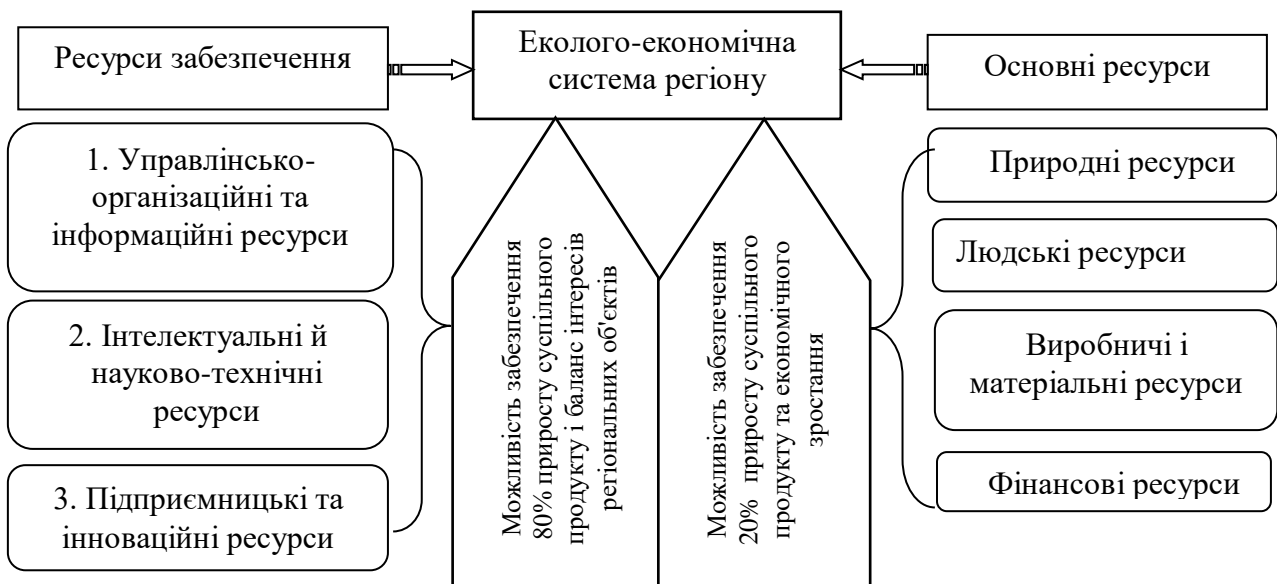 Ресурси забезпечення
Еколого-економічна
система регіону
Основні ресурси
1. Управлінсько-
організаційні та
інформаційні ресурси
2. Інтелектуальні й
науково-технічні
ресурси
3. Підприємницькі та
інноваційні ресурси
Можливість забезпечення
80% приросту суспільного
продукту і баланс інтересів
регіональних об'єктів
Можливість забезпечення
20% приросту суспільного
продукту та економічного
зростання
Природні ресурси
Людські ресурси
Виробничі і
матеріальні ресурси
Фінансові ресурси